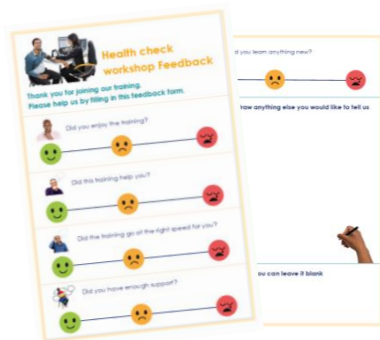 Health check
workshop Feedback
Thank you for joining our training.
Please help us by filling in this feedback form.
Did you enjoy the training?
Did this training help you?
Did the training go at the right speed for you?
Did you have enough support?
d you learn anything new?
raw anything else you would like to tell us
ou can leave it blank